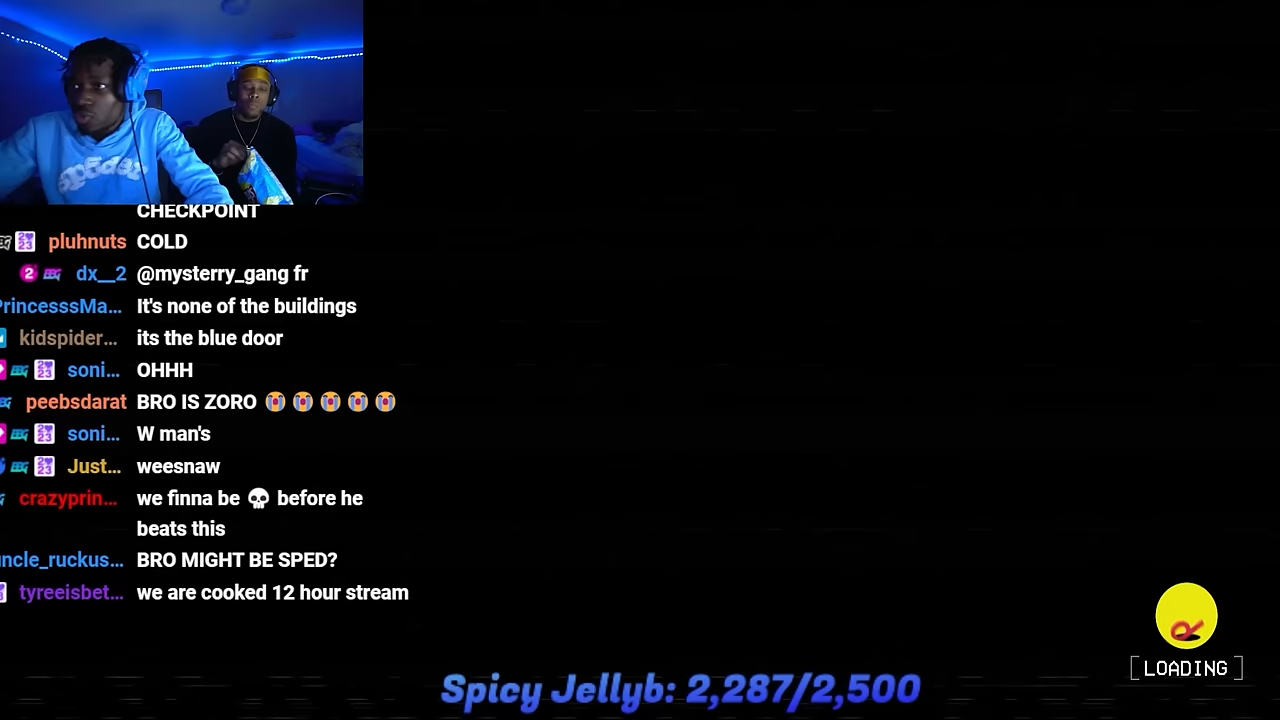 CHECKPOINT
pluhnuts COLD
dx__2 @mysterry_gang fr
PrincesssMa... It's none of the buildings
kidspider... its the blue door
soni... OHHH
peebsdarat BRO IS ZORO 😭 😭 😭 😭 😭
soni... W man's
Just... weesnaw
crazyprin... we finna be 💀 before he
beats this
uncle_ruckus... BRO MIGHT BE SPED?
tyreeisbet... we are cooked 12 hour stream
[LOADING]
Spicy Jellyb: 2,287/2,500